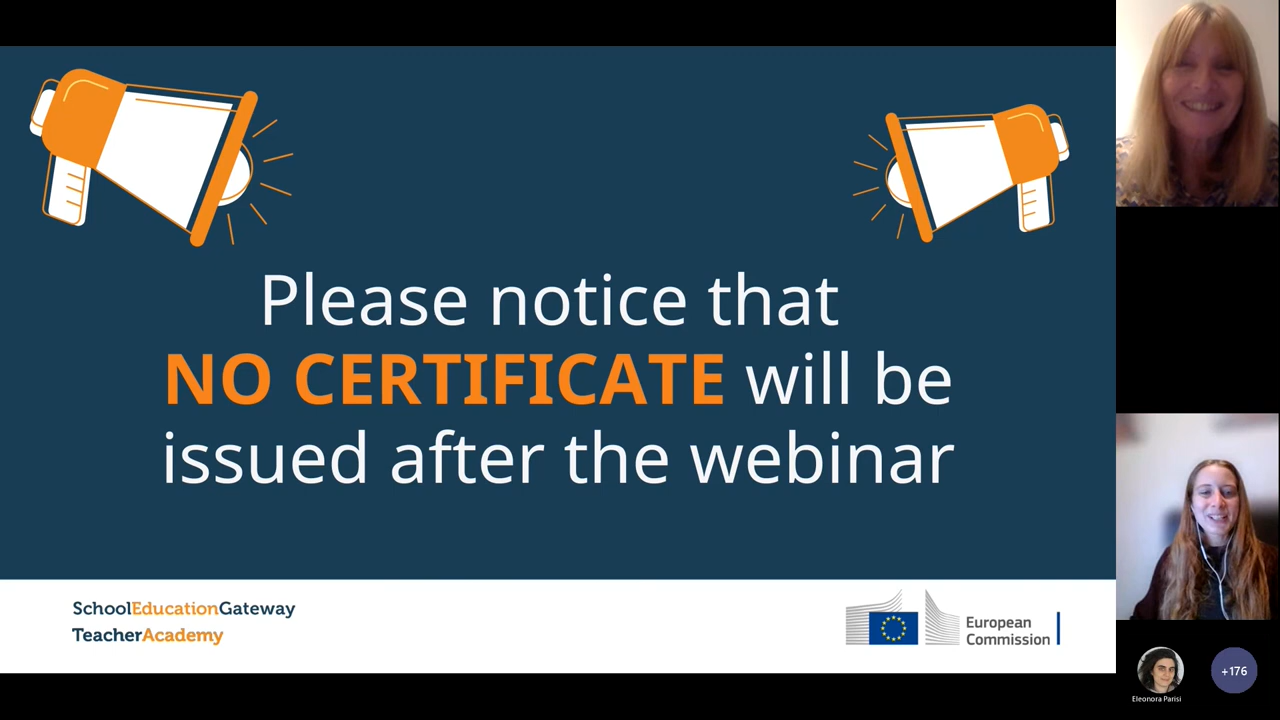 Please notice that
NO CERTIFICATE will be
issued after the webinar
SchoolEducationGateway
TeacherAcademy
European
Commission
Eleonora Parisi
+176